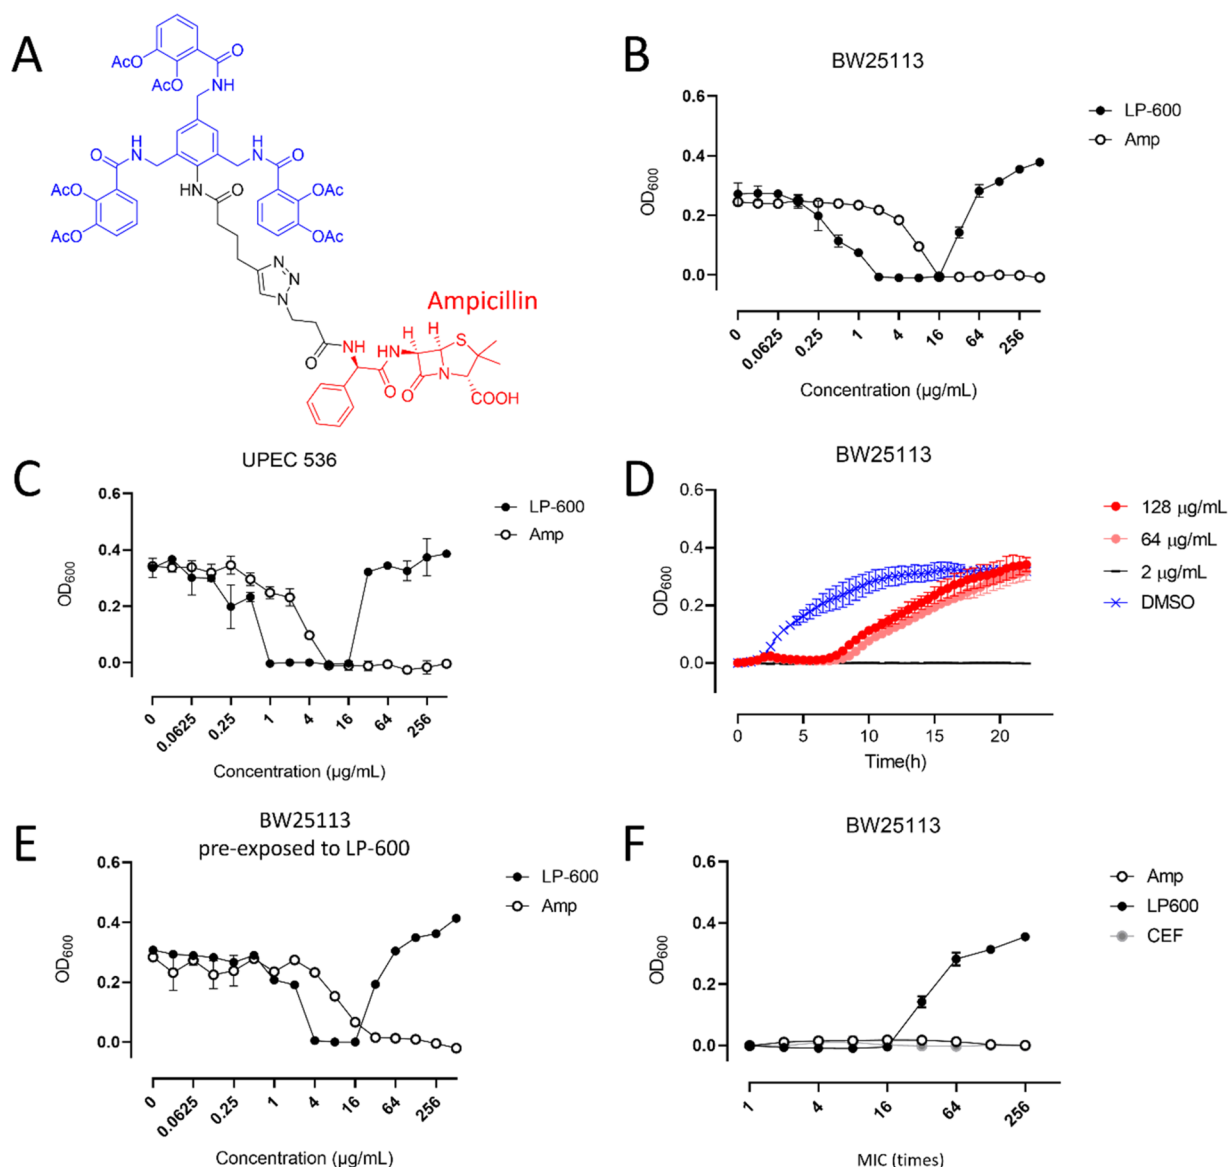 A
OAc
AcO
AcO
O
NH
H
N
O
H
N
O
HN
O
AcO
AcO
OAc
OAc
N
N
N
O
NH
O
HN
H
H
S
N
O
COOH
Ampicillin
B
BW25113
OD600
0.6
0.4
0.2
0.0
0
0.0625
0.25
1
4
16
64
256
Concentration (µg/mL)
LP-600
Amp
C
UPEC 536
OD600
0.6
0.4
0.2
0.0
0
0.0625
0.25
1
4
16
64
256
Concentration (µg/mL)
LP-600
Amp
D
BW25113
OD600
0.6
0.4
0.2
0.0
0
5
10
15
20
Time(h)
128 µg/mL
64 µg/mL
2 µg/mL
DMSO
E
BW25113
pre-exposed to LP-600
OD600
0.6
0.4
0.2
0.0
0
0.0625
0.25
1
4
16
64
256
Concentration (µg/mL)
LP-600
Amp
F
BW25113
OD600
0.6
0.4
0.2
0.0
1
4
16
64
256
MIC (times)
Amp
LP600
CEF